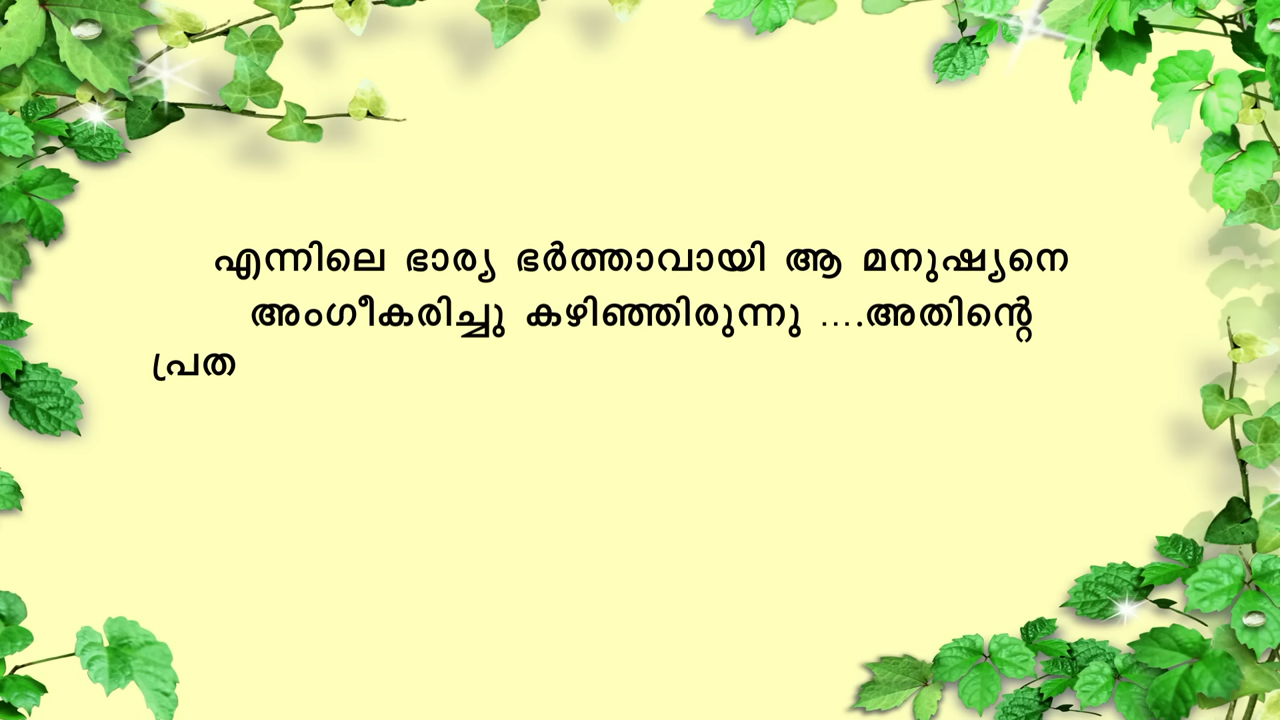 എന്നിലെ ഭാര്യ ഭർത്താവായി ആ മനുഷ്യനെ
അംഗീകരിച്ചു കഴിഞ്ഞിരുന്നു ....അതിന്റെ
പ്രത